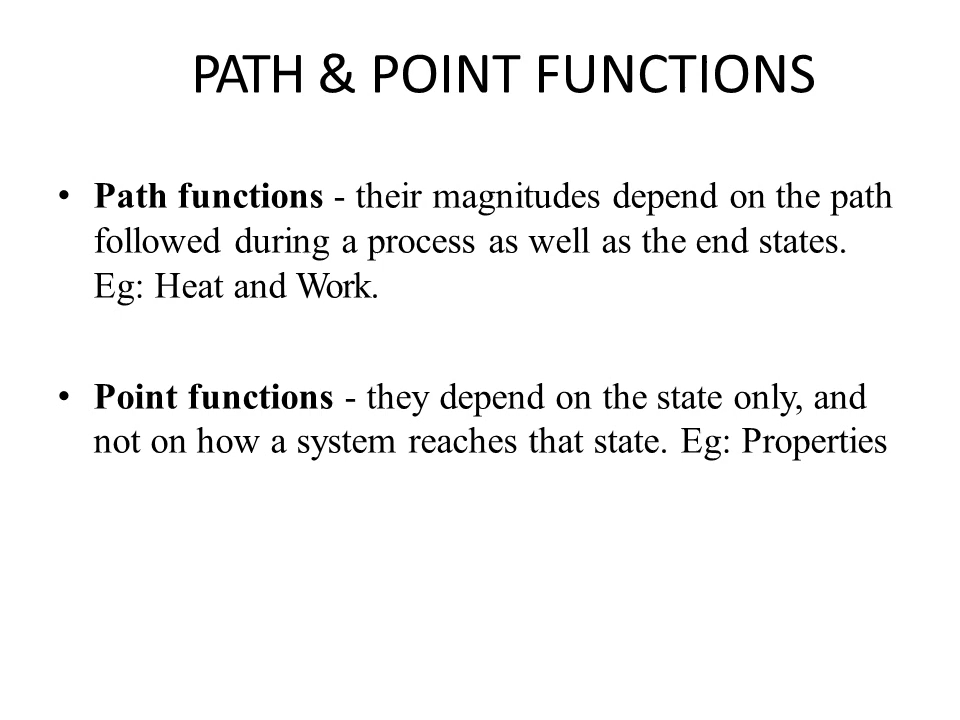 PATH & POINT FUNCTIONS
• Path functions - their magnitudes depend on the path
followed during a process as well as the end states.
Eg: Heat and Work.
• Point functions - they depend on the state only, and
not on how a system reaches that state. Eg: Properties